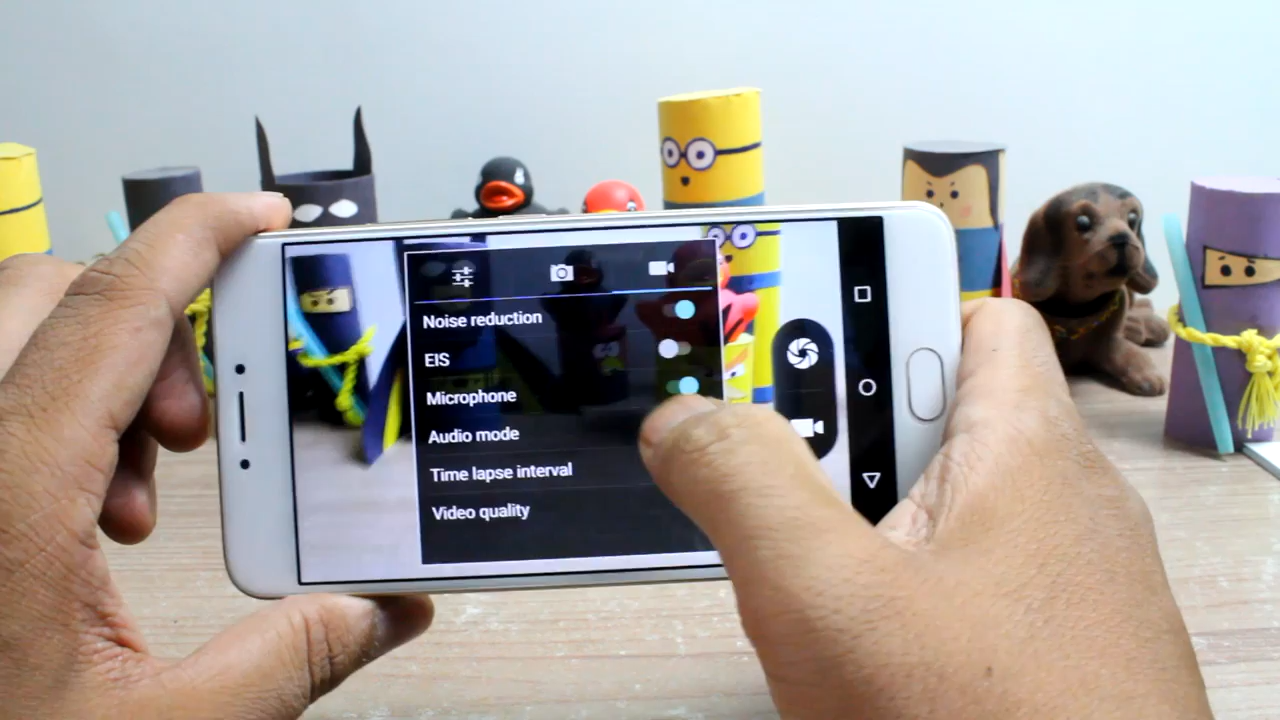 Noise reduction
EIS
Microphone
Audio mode
Time lapse interval
Video quality